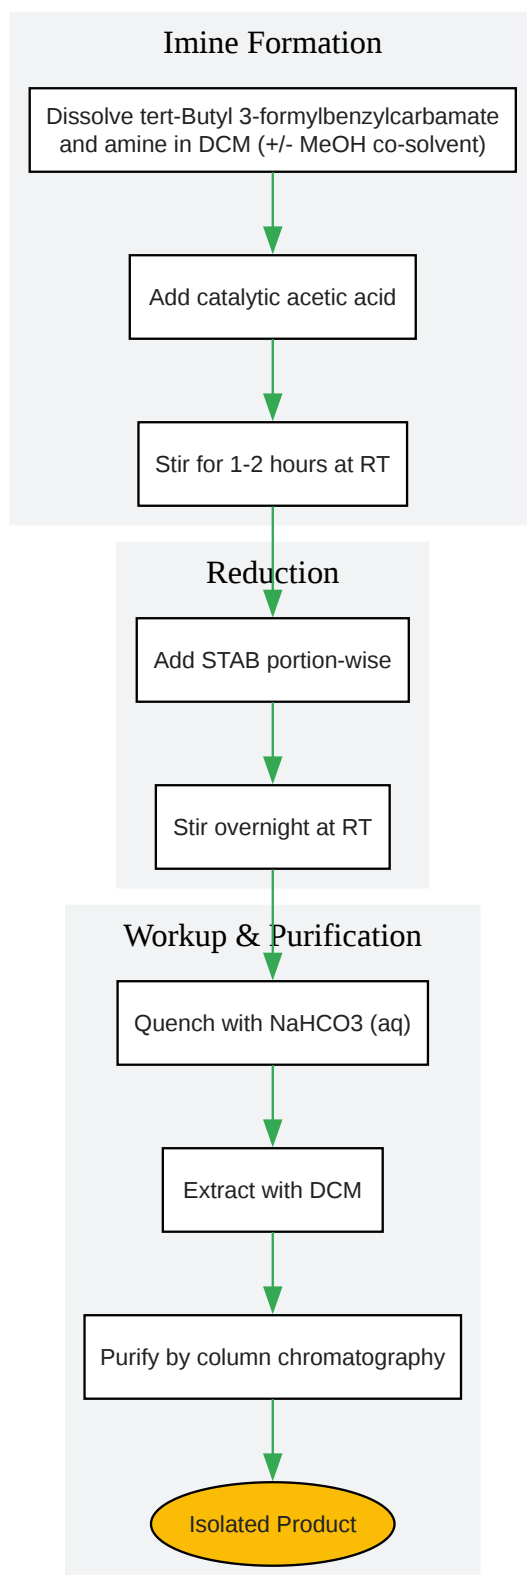 Imine Formation
Dissolve tert-Butyl 3-formylbenzylcarbamate
and amine in DCM (+/- MeOH co-solvent)
Add catalytic acetic acid
Stir for 1-2 hours at RT
Reduction
Add STAB portion-wise
Stir overnight at RT
Workup & Purification
Quench with NaHCO3 (aq)
Extract with DCM
Purify by column chromatography
Isolated Product